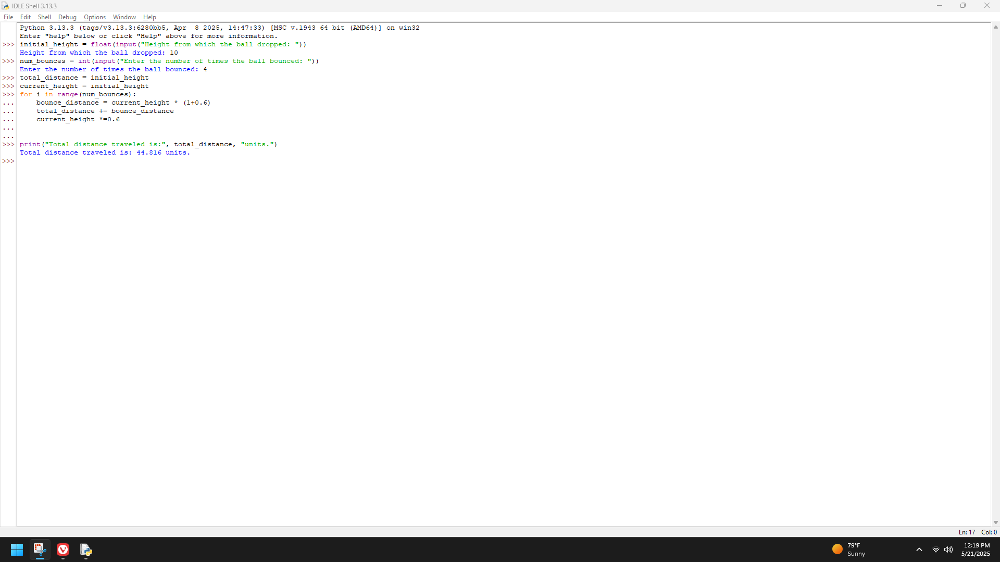 IDLE Shell 3.13.3
File Edit Shell Debug Options Window Help
Python 3.13.3 (tags/v3.13.3:6280bb5, Apr  8 2025, 14:47:33) [MSC v.1943 64 bit (AMD64)] on win32
Enter "help" below or click "Help" above for more information.
>>> initial_height = float(input("Height from which the ball dropped: "))
Height from which the ball dropped: 10
>>> num_bounces = int(input("Enter the number of times the ball bounced: "))
Enter the number of times the ball bounced: 4
>>> total_distance = initial_height
>>> current_height = initial_height
>>> for i in range(num_bounces):
...     bounce_distance = current_height * (1+0.6)
...     total_distance += bounce_distance
...     current_height *=0.6
...
...
>>> print("Total distance traveled is:", total_distance, "units.")
Total distance traveled is: 44.816 units.
>>>
Ln: 17 Col: 0
79°F
Sunny
12:19 PM
5/21/2025